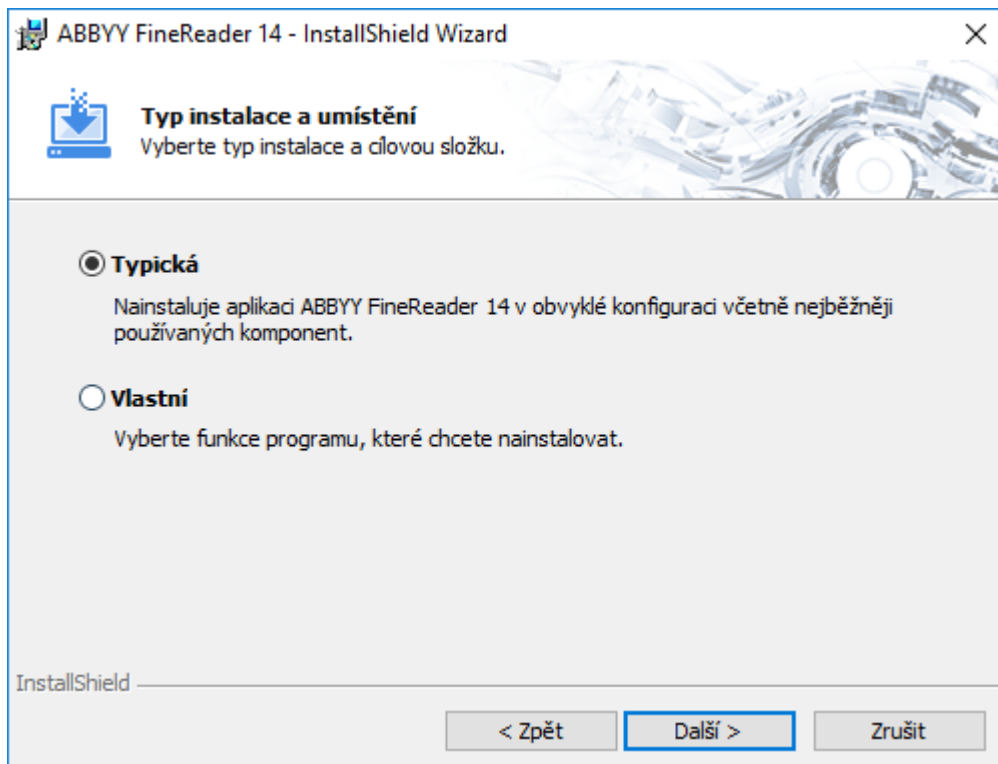 ABBYY FineReader 14 - InstallShield Wizard
Typ instalace a umístění
Vyberte typ instalace a cílovou složku.
Typická
Nainstaluje aplikaci ABBYY FineReader 14 v obvyklé konfiguraci včetně nejběžněji
používaných komponent.
Vlastní
Vyberte funkce programu, které chcete nainstalovat.
InstallShield
< Zpět
Další >
Zrušit